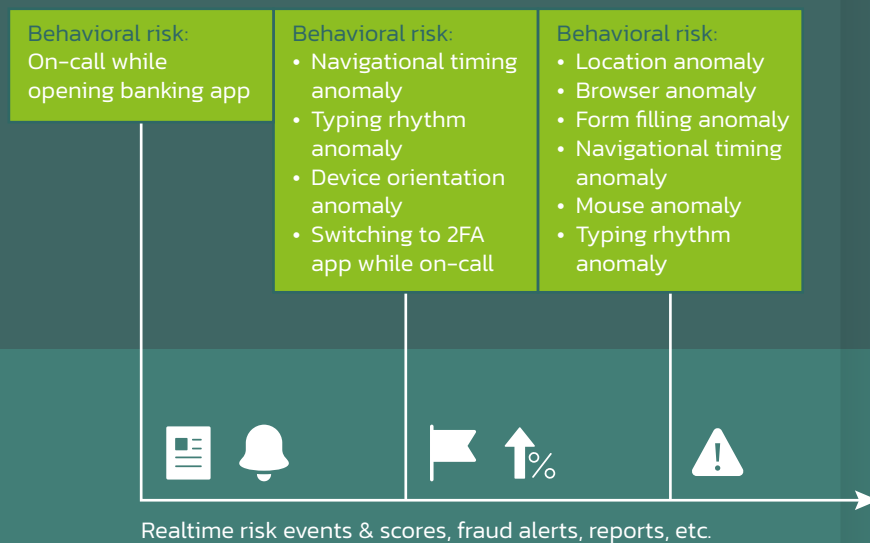 Behavioral risk:
On-call while
opening banking app
Behavioral risk:
• Navigational timing
anomaly
• Typing rhythm
anomaly
• Device orientation
anomaly
• Switching to 2FA
app while on-call
Behavioral risk:
• Location anomaly
• Browser anomaly
• Form filling anomaly
• Navigational timing
anomaly
• Mouse anomaly
• Typing rhythm
anomaly
%
!
Realtime risk events & scores, fraud alerts, reports, etc.